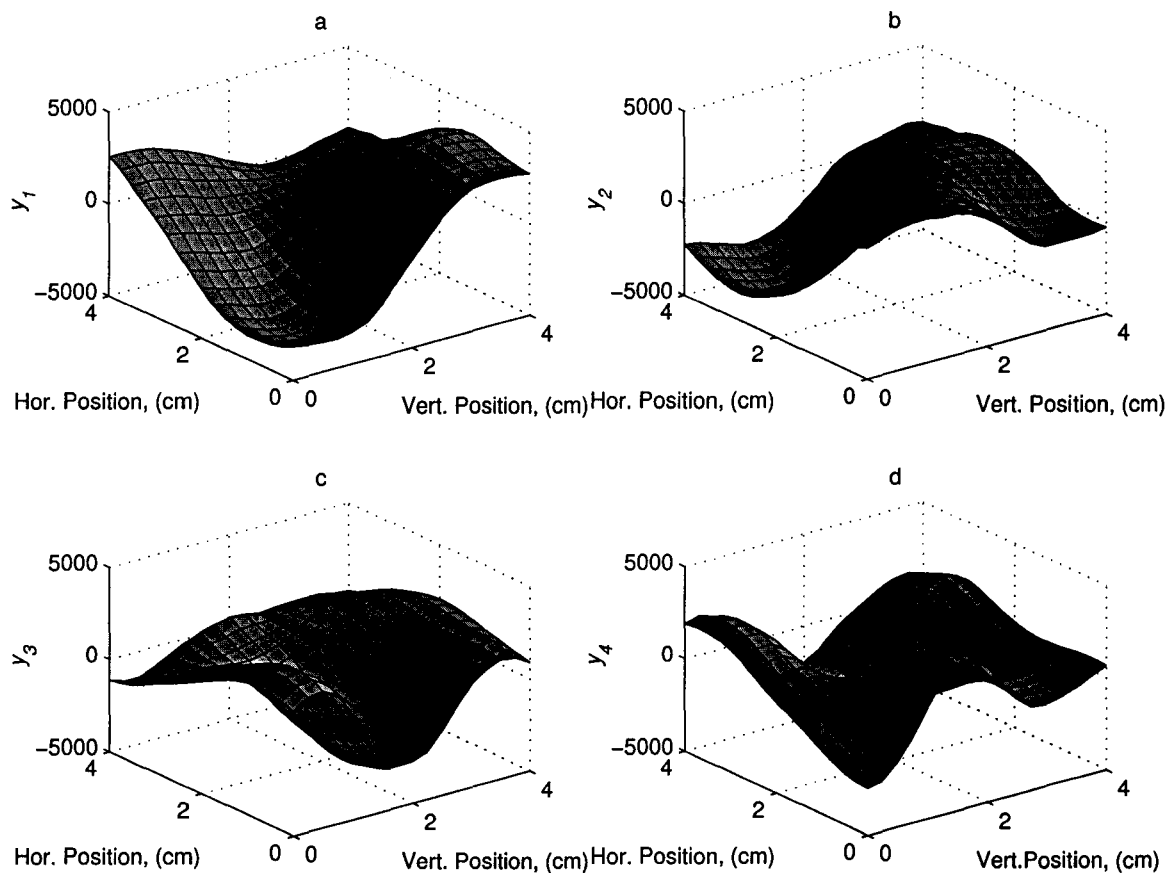 a
5000
0
−5000
y1
4
2
0
0
2
4
Hor. Position, (cm)
Vert. Position, (cm)
b
5000
0
−5000
y2
4
2
0
0
2
4
Hor. Position, (cm)
Vert. Position, (cm)
c
5000
0
−5000
y3
4
2
0
0
2
4
Hor. Position, (cm)
Vert. Position, (cm)
d
5000
0
−5000
y4
4
2
0
0
2
4
Hor. Position, (cm)
Vert.Position, (cm)